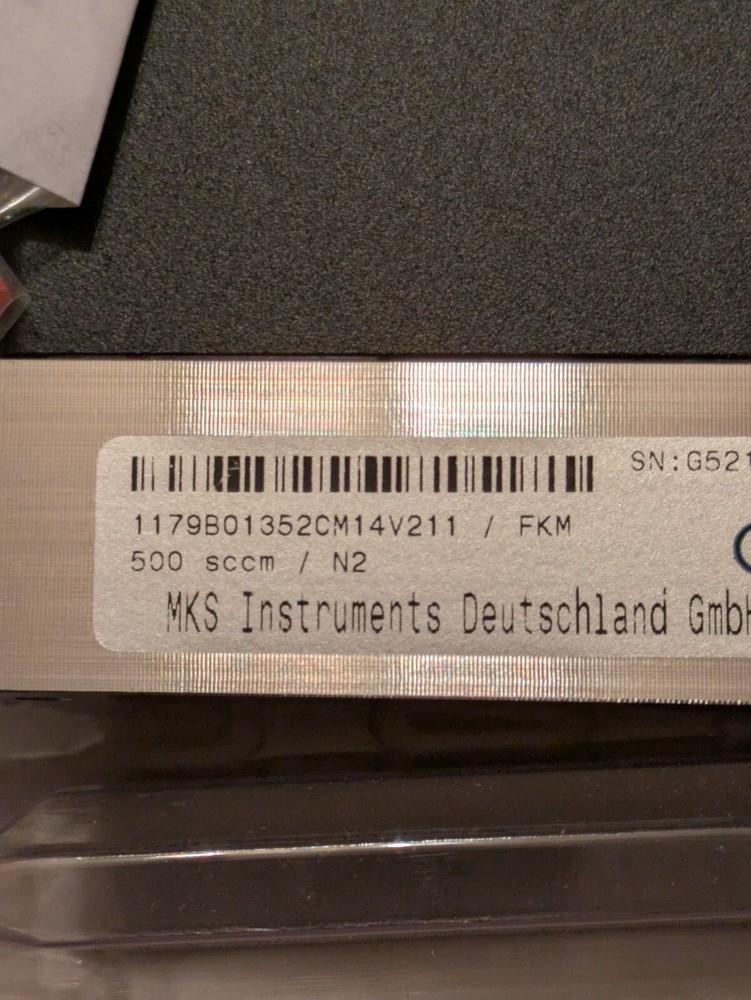 SN:G521
1179B01352CM14V211 / FKM
500 sccm / N2
MKS Instruments Deutschland GmbH